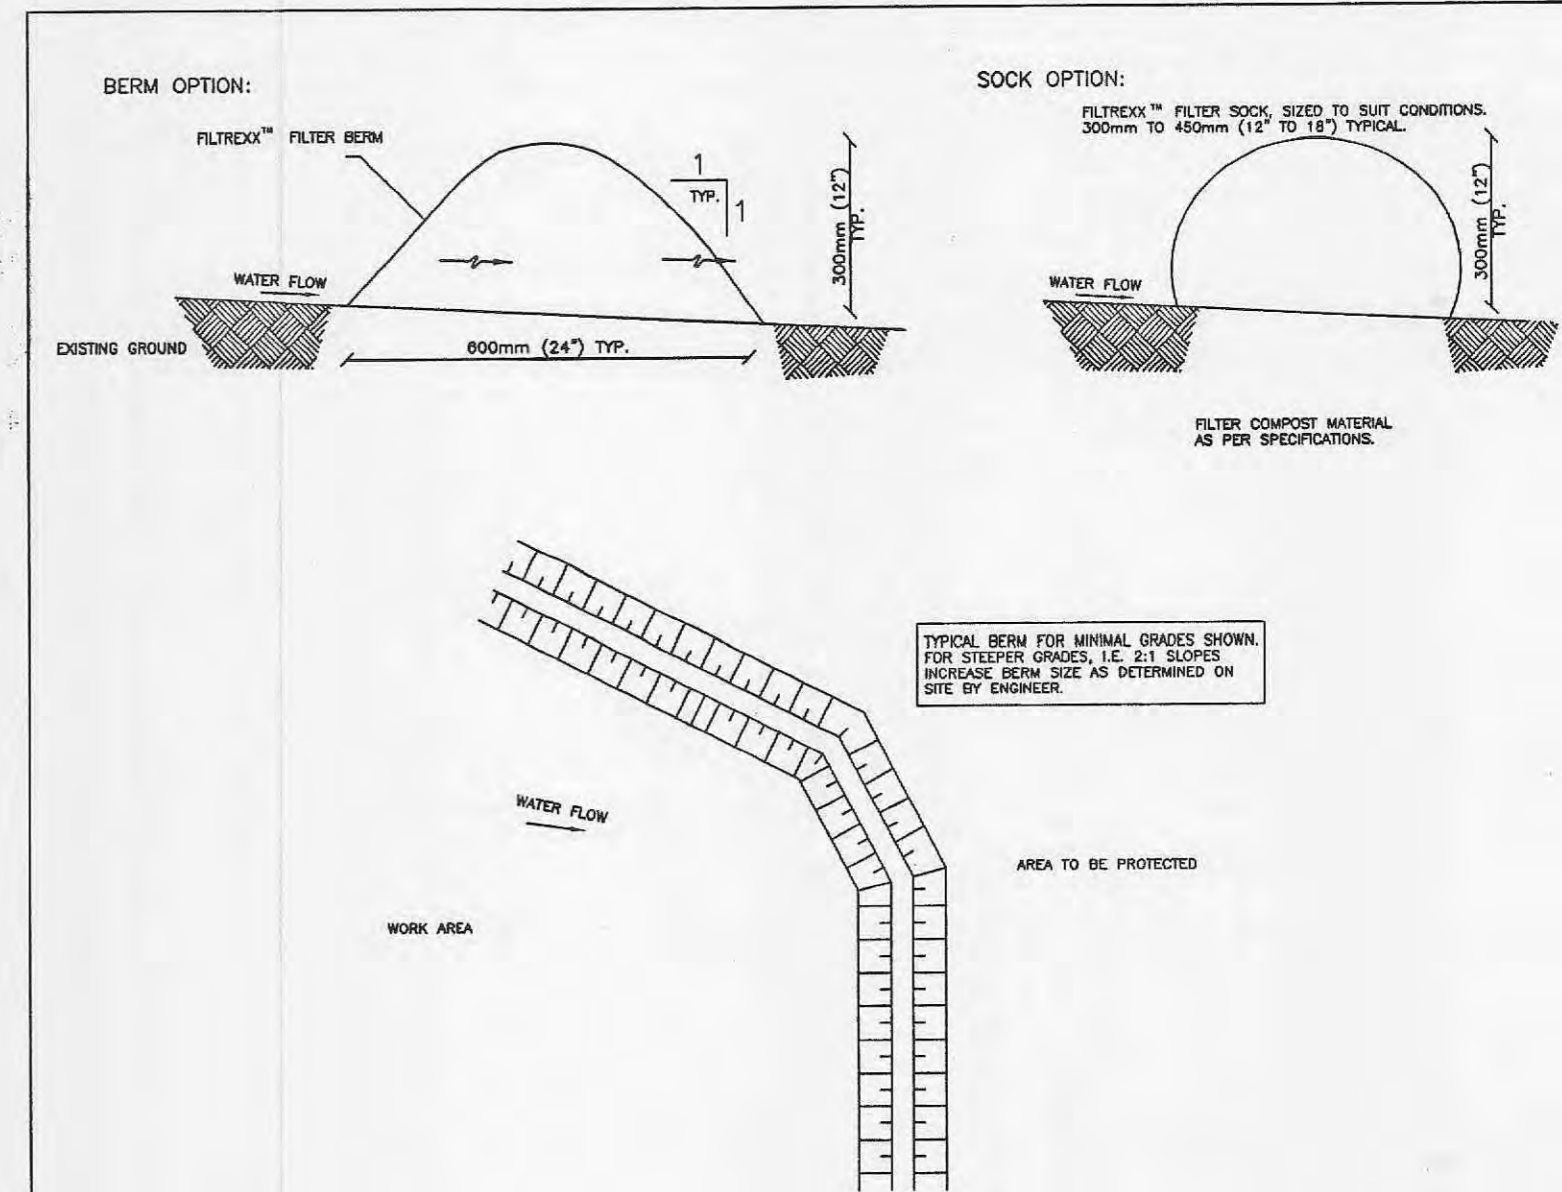 BERM OPTION:
FILTREXX™ FILTER BERM
1
TYP.
1
300mm (12")
TYP.
WATER FLOW
EXISTING GROUND
600mm (24") TYP.
SOCK OPTION:
FILTREXX™ FILTER SOCK, SIZED TO SUIT CONDITIONS.
300mm TO 450mm (12" TO 18") TYPICAL.
300mm (12")
TYP.
WATER FLOW
FILTER COMPOST MATERIAL
AS PER SPECIFICATIONS.
TYPICAL BERM FOR MINIMAL GRADES SHOWN.
FOR STEEPER GRADES, I.E. 2:1 SLOPES
INCREASE BERM SIZE AS DETERMINED ON
SITE BY ENGINEER.
WATER FLOW
AREA TO BE PROTECTED
WORK AREA